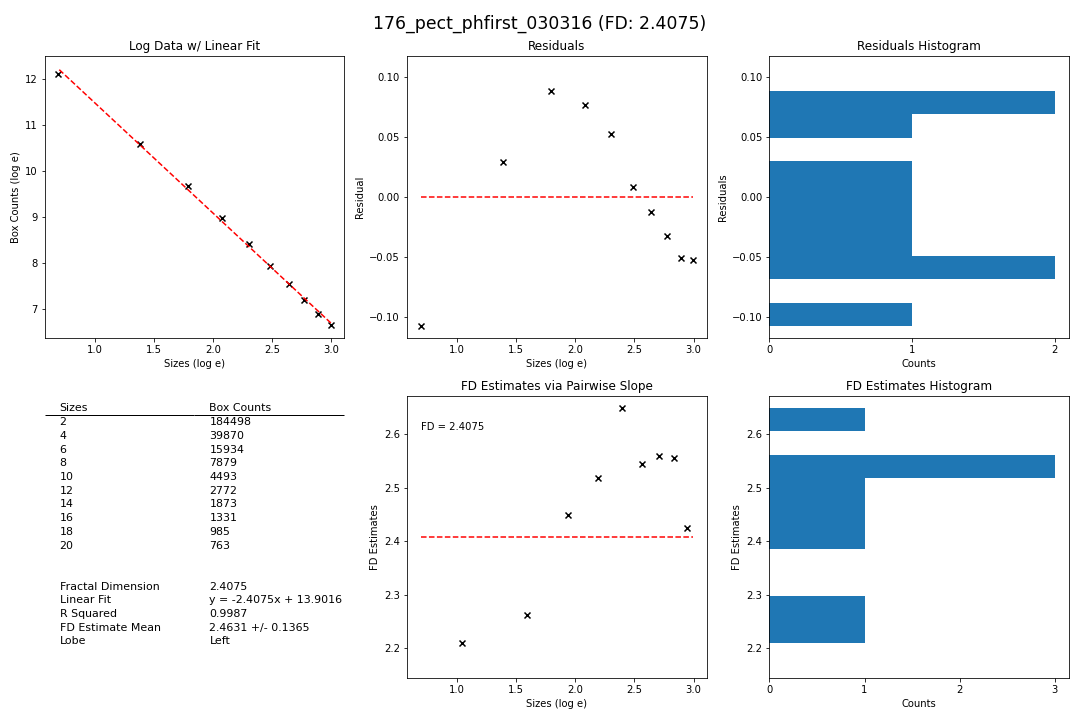 176_pect_phfirst_030316 (FD: 2.4075)
Log Data w/ Linear Fit
Box Counts (log e)
12
11
10
9
8
7
1.0 1.5 2.0 2.5 3.0
Sizes (log e)
Residuals
Residual
0.10
0.05
0.00
−0.05
−0.10
1.0 1.5 2.0 2.5 3.0
Sizes (log e)
Residuals Histogram
Residuals
0.10
0.05
0.00
−0.05
−0.10
0 1 2
Counts
Sizes Box Counts
2 184498
4 39870
6 15934
8 7879
10 4493
12 2772
14 1873
16 1331
18 985
20 763
Fractal Dimension 2.4075
Linear Fit y = -2.4075x + 13.9016
R Squared 0.9987
FD Estimate Mean 2.4631 +/- 0.1365
Lobe Left
FD Estimates via Pairwise Slope
FD Estimates
FD = 2.4075
2.6
2.5
2.4
2.3
2.2
1.0 1.5 2.0 2.5 3.0
Sizes (log e)
FD Estimates Histogram
FD Estimates
2.6
2.5
2.4
2.3
2.2
0 1 2 3
Counts